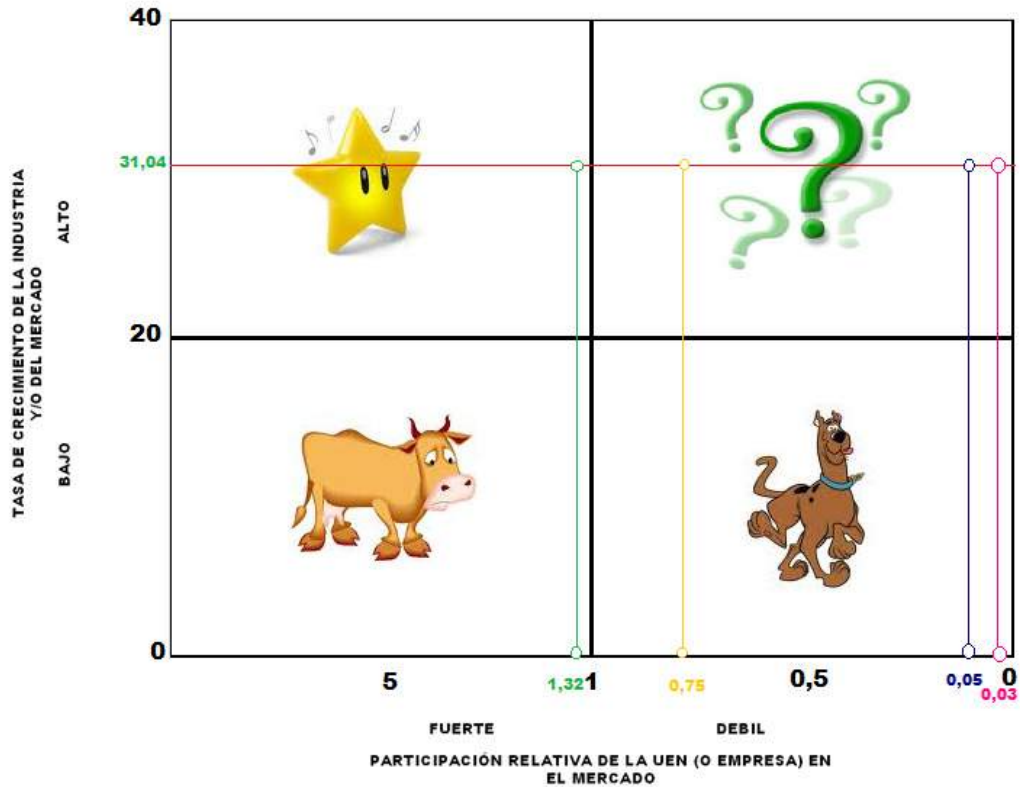 40
31,04
TASA DE CRECIMIENTO DE LA INDUSTRIA
Y/O DEL MERCADO
ALTO
20
BAJO
0
5
1,32
1
0,75
0,5
0,05
0
0,03
FUERTE
DEBIL
PARTICIPACIÓN RELATIVA DE LA UEN (O EMPRESA) EN
EL MERCADO